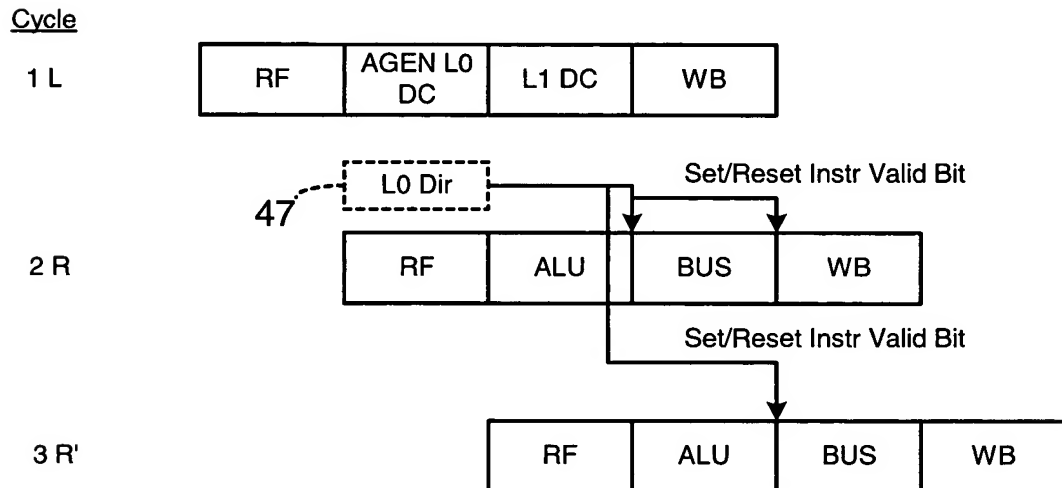 Cycle
1 L
RF
AGEN L0
DC
L1 DC
WB
L0 Dir
Set/Reset Instr Valid Bit
47
2 R
RF
ALU
BUS
WB
Set/Reset Instr Valid Bit
3 R'
RF
ALU
BUS
WB